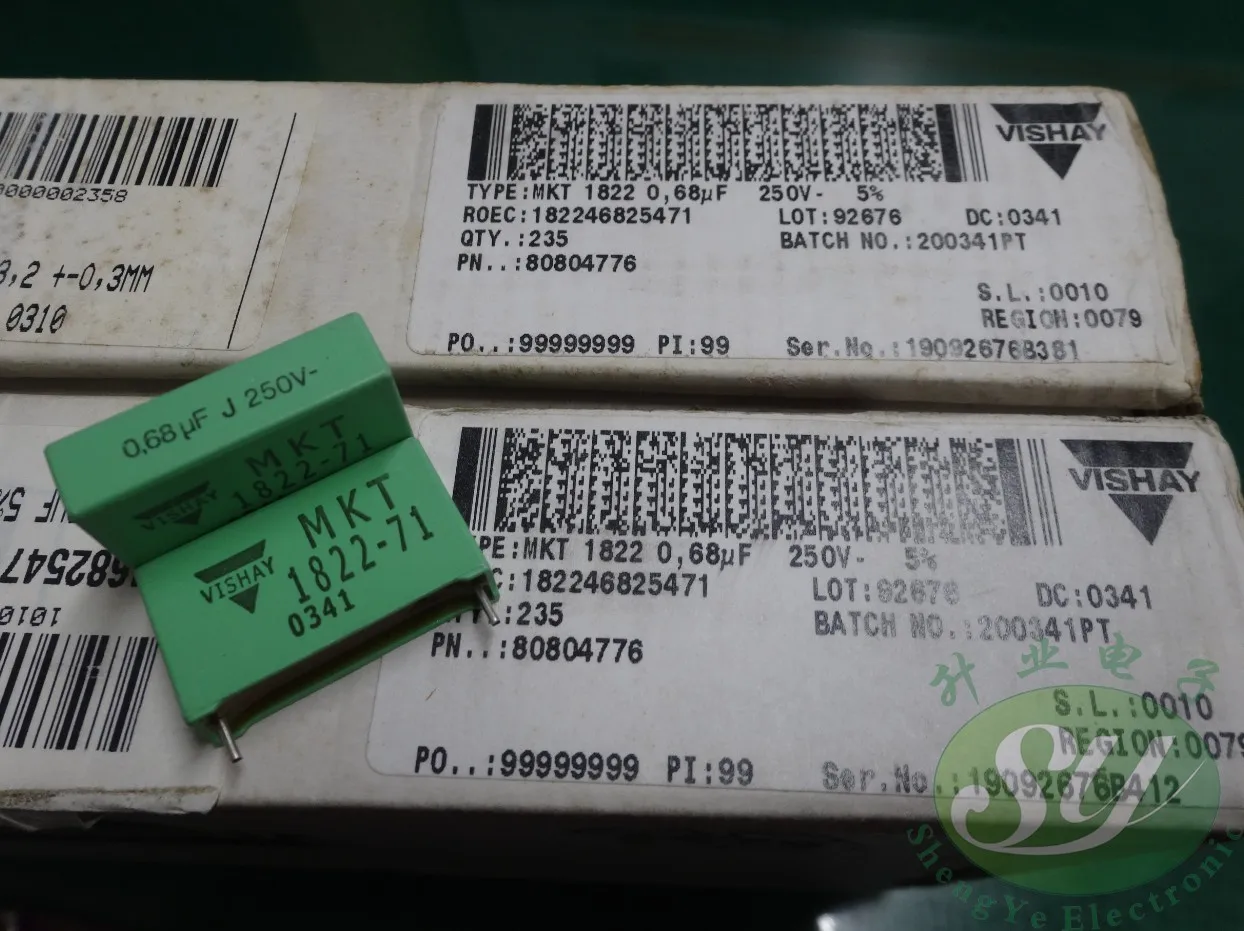 0000002358
3,2 +-0,3MM
0310
VISHAY
TYPE:MKT 1822 0,68µF 250V- 5%
ROEC:182246825471 LOT:92676 DC:0341
QTY.:235 BATCH NO.:200341PT
PN..:80804776
S.L.:0010
REGION:0079
PO..:99999999 PI:99 Ser.No.:19092676B381
0,68µF J 250V-
VISHAY MKT
1822-71
VISHAY MKT
1822-71
0341
682547
1010
VISHAY
PE:MKT 1822 0,68µF 250V- 5%
C:182246825471 LOT:92676 DC:0341
:235 BATCH NO.:200341PT
PN..:80804776
S.L.:0010
REGION:0079
PO..:99999999 PI:99 Ser.No.:19092676BA12
升业电子
SY
ShengYe Electronic